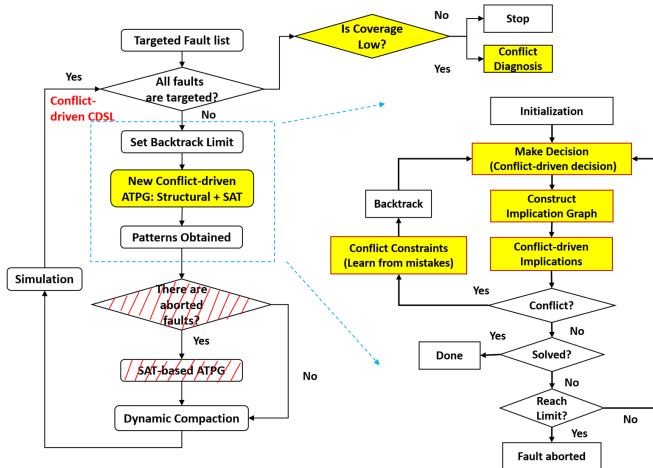 Targeted Fault list
All faults
are targeted?
Yes
Conflict-
driven CDSL
No
Set Backtrack Limit
New Conflict-driven
ATPG: Structural + SAT
Patterns Obtained
Simulation
There are
aborted
faults?
Yes
No
SAT-based ATPG
Dynamic Compaction
Is Coverage
Low?
No
Stop
Yes
Conflict
Diagnosis
Initialization
Make Decision
(Conflict-driven decision)
Backtrack
Construct
Implication Graph
Conflict Constraints
(Learn from mistakes)
Conflict-driven
Implications
Yes
Conflict?
No
Yes
Done
Solved?
No
Reach
Limit?
No
Yes
Fault aborted